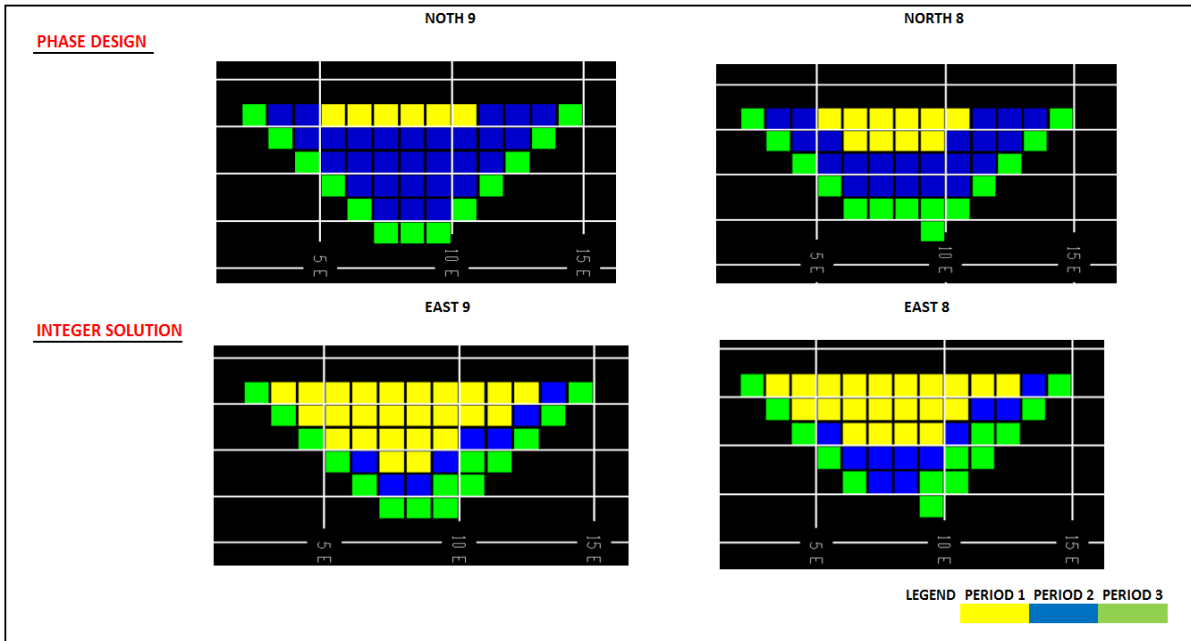 NOTH 9
NORTH 8
PHASE DESIGN
5 E
10 E
15 E
5 E
10 E
15 E
EAST 9
EAST 8
INTEGER SOLUTION
5 E
10 E
15 E
5 E
10 E
15 E
LEGEND PERIOD 1 PERIOD 2 PERIOD 3